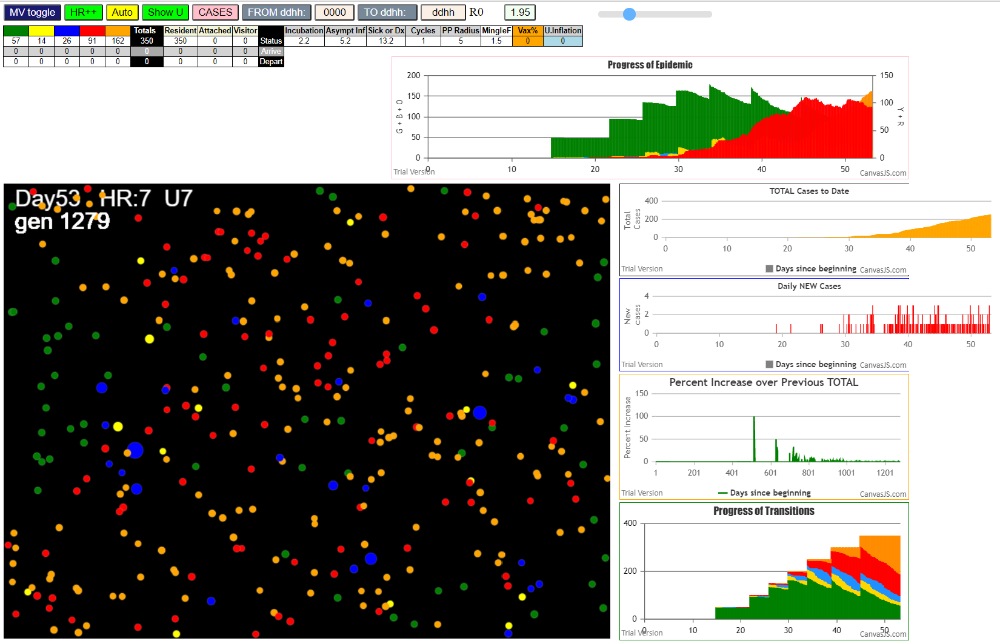 MV toggle HR++ Auto Show U CASES FROM ddhh: 0000 TO ddhh: ddhh R0 1.95
Totals Resident Attached Visitor Incubation Asympt Inf Sick or Dx Cycles PP Radius MingleF Vax% U.Inflation
57 14 26 91 162 350 350 0 0 Status 2.2 5.2 13.2 1 5 1.5 0 0
0 0 0 0 0 0 0 0 0 Arrive
0 0 0 0 0 0 0 0 0 Depart
Progress of Epidemic
200 150
150 100
100 50
50 0
0
G + B + O
Y + R
0 10 20 30 40 50
Trial Version CanvasJS.com
Day53 HR:7 U7
gen 1279
TOTAL Cases to Date
400
200
0
Total
Cases
0 10 20 30 40 50
Days since beginning
Trial Version CanvasJS.com
Daily NEW Cases
4
2
0
New
cases
0 10 20 30 40 50
Days since beginning
Trial Version CanvasJS.com
Percent Increase over Previous TOTAL
150
100
50
0
Percent Increase
1 201 401 601 801 1001 1201
Days since beginning
Trial Version CanvasJS.com
Progress of Transitions
400
200
0
0 10 20 30 40 50
Trial Version CanvasJS.com